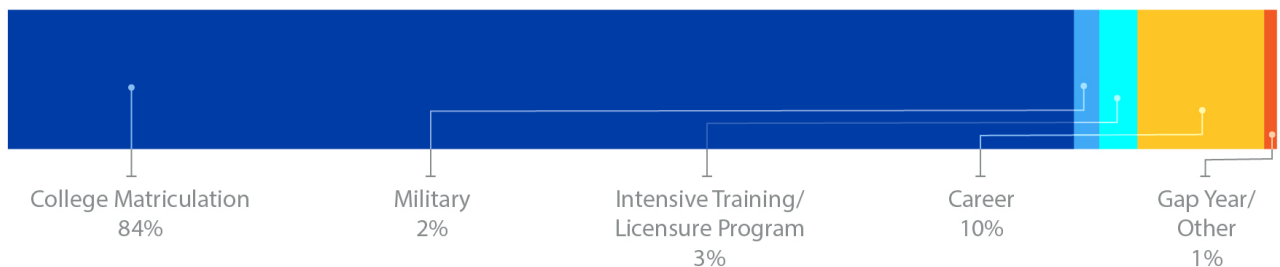 College Matriculation
84%
Military
2%
Intensive Training/
Licensure Program
3%
Career
10%
Gap Year/
Other
1%